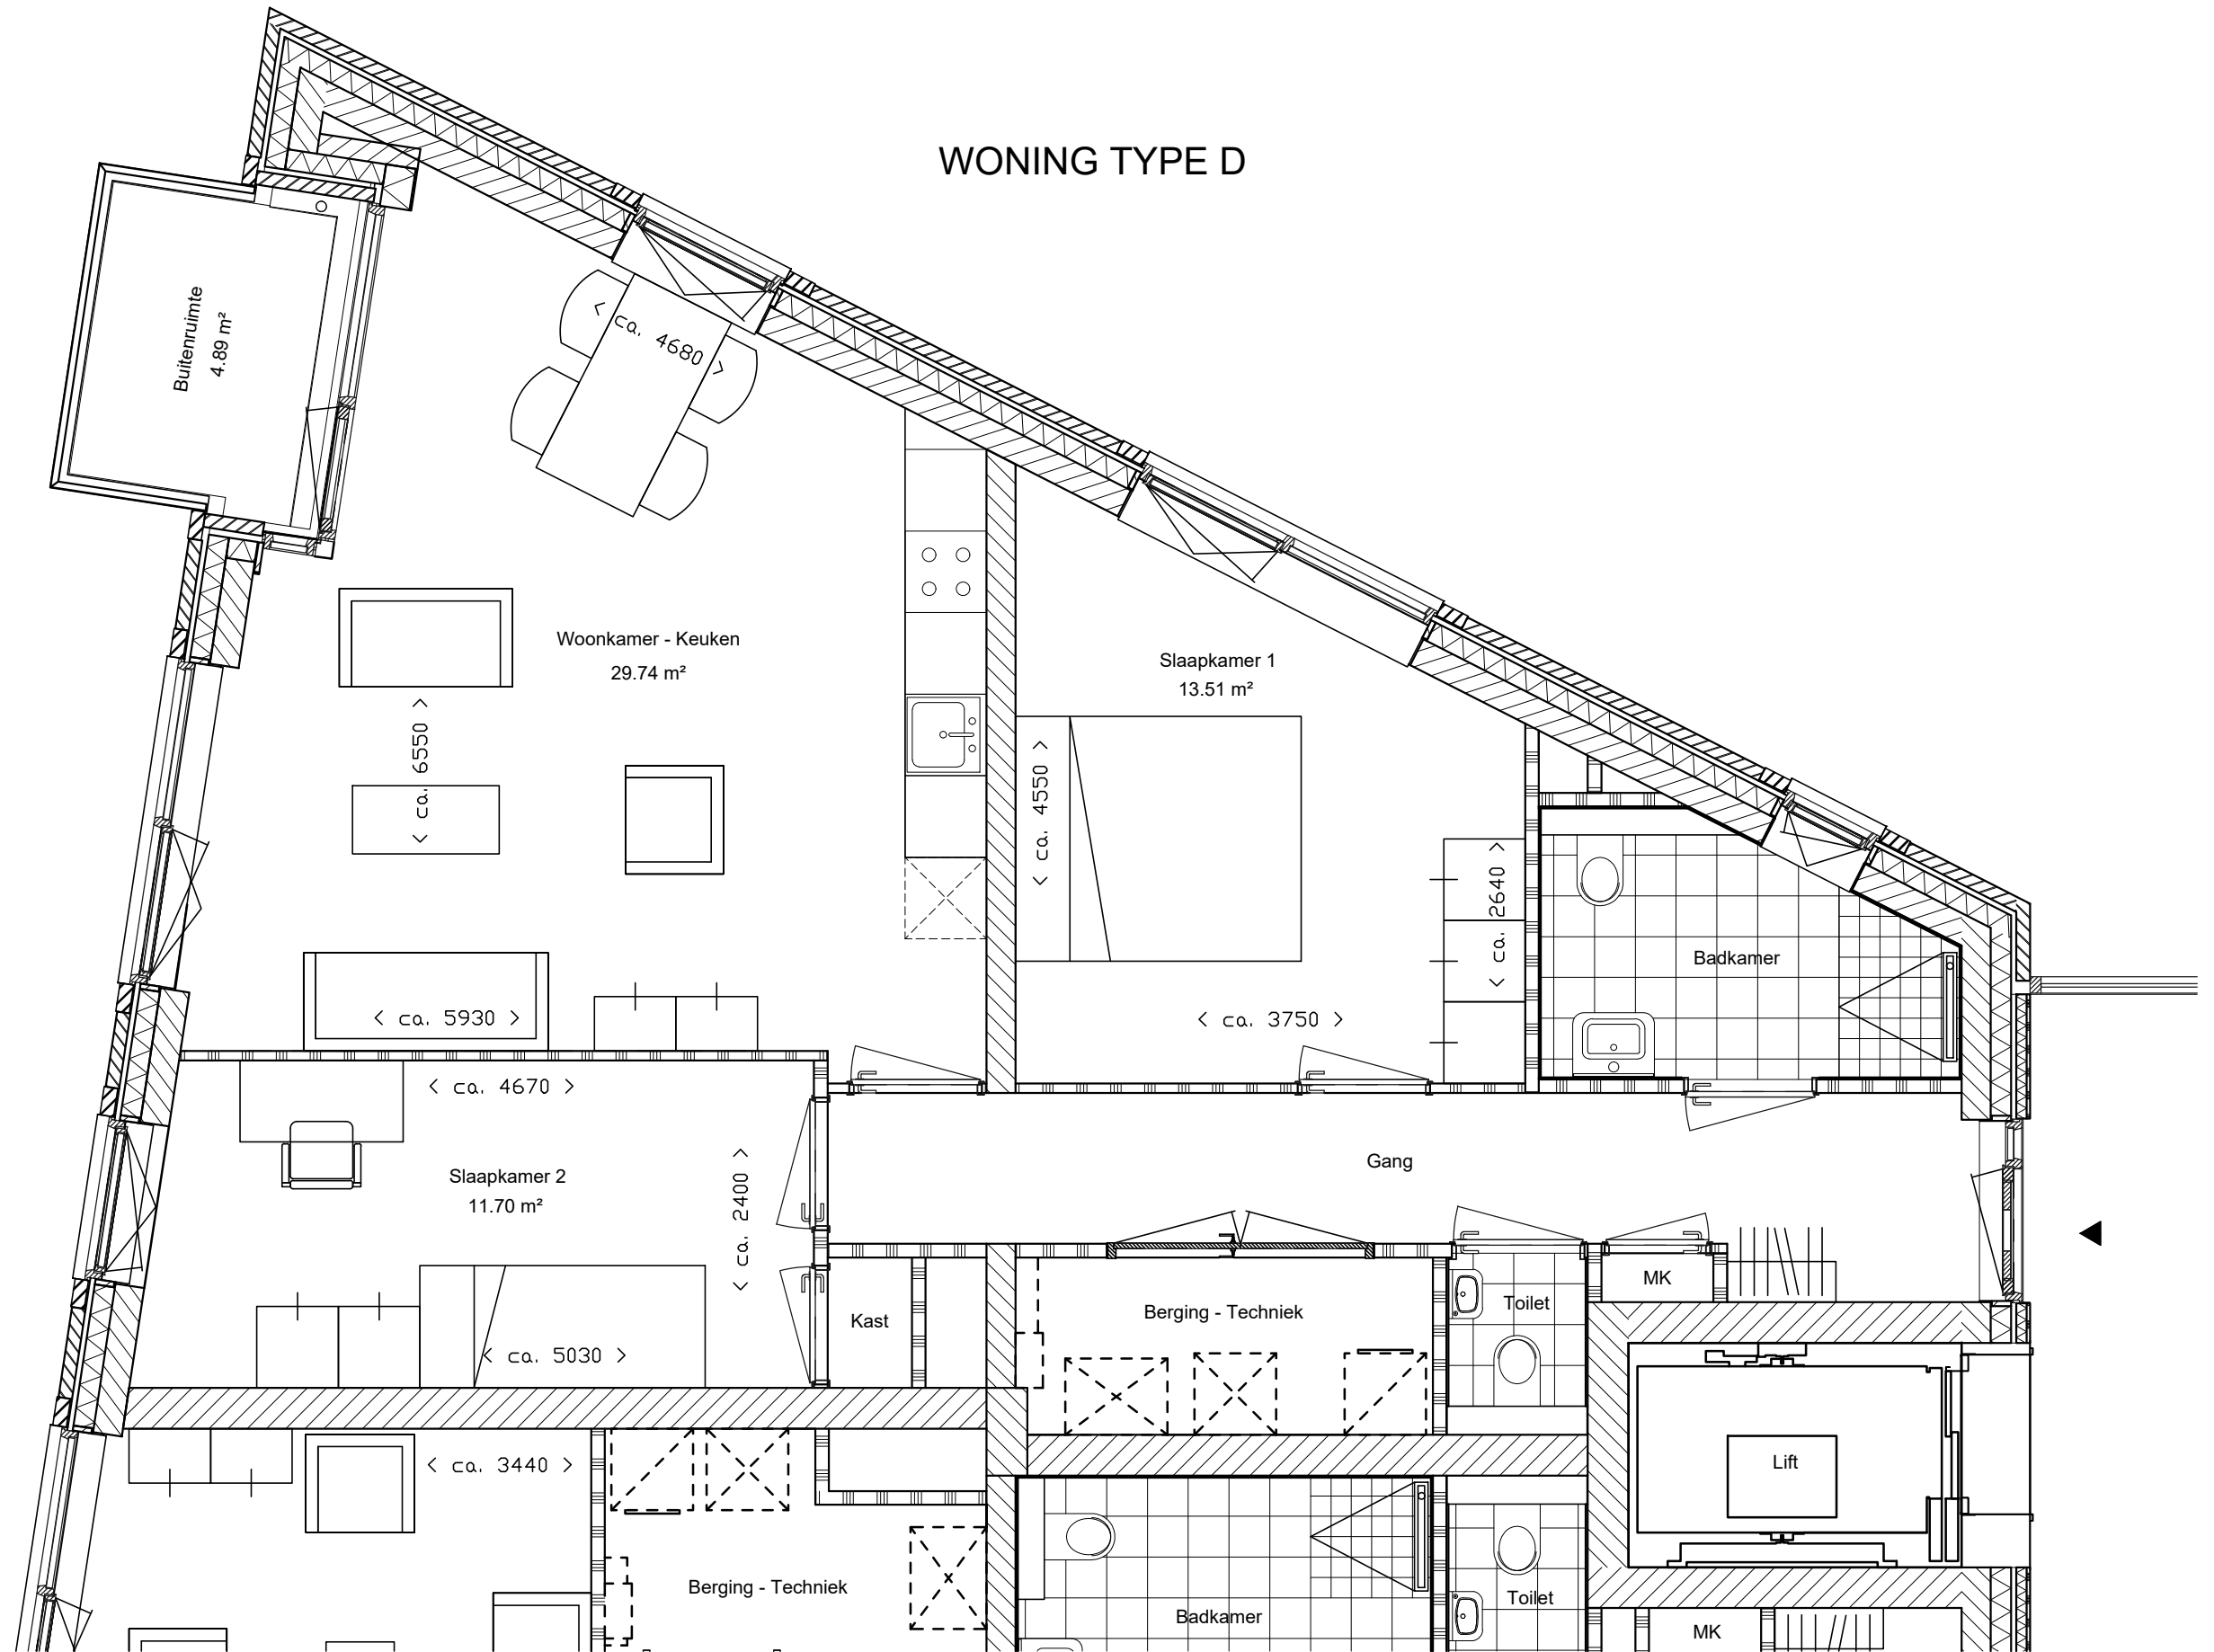 WONING TYPE D
Buitenruimte
4.89 m²
< ca. 4680 >
Woonkamer - Keuken
29.74 m²
Slaapkamer 1
13.51 m²
< ca. 6550 >
< ca. 4550 >
< ca. 2640 >
Badkamer
< ca. 5930 >
< ca. 3750 >
< ca. 4670 >
Slaapkamer 2
11.70 m²
< ca. 2400 >
Gang
Kast
Berging - Techniek
Toilet
MK
< ca. 5030 >
< ca. 3440 >
Lift
Berging - Techniek
Badkamer
Toilet
MK